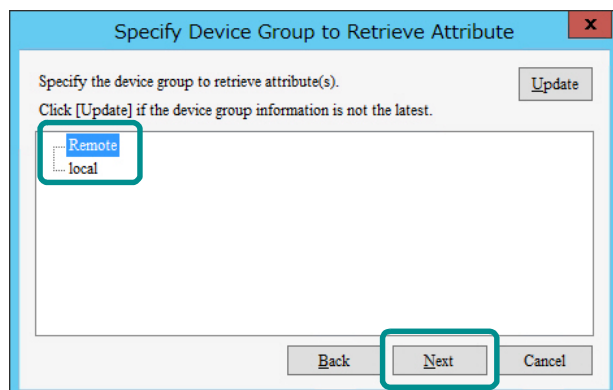 Specify Device Group to Retrieve Attribute
x
Specify the device group to retrieve attribute(s).
Update
Click [Update] if the device group information is not the latest.
Remote
local
Back Next Cancel